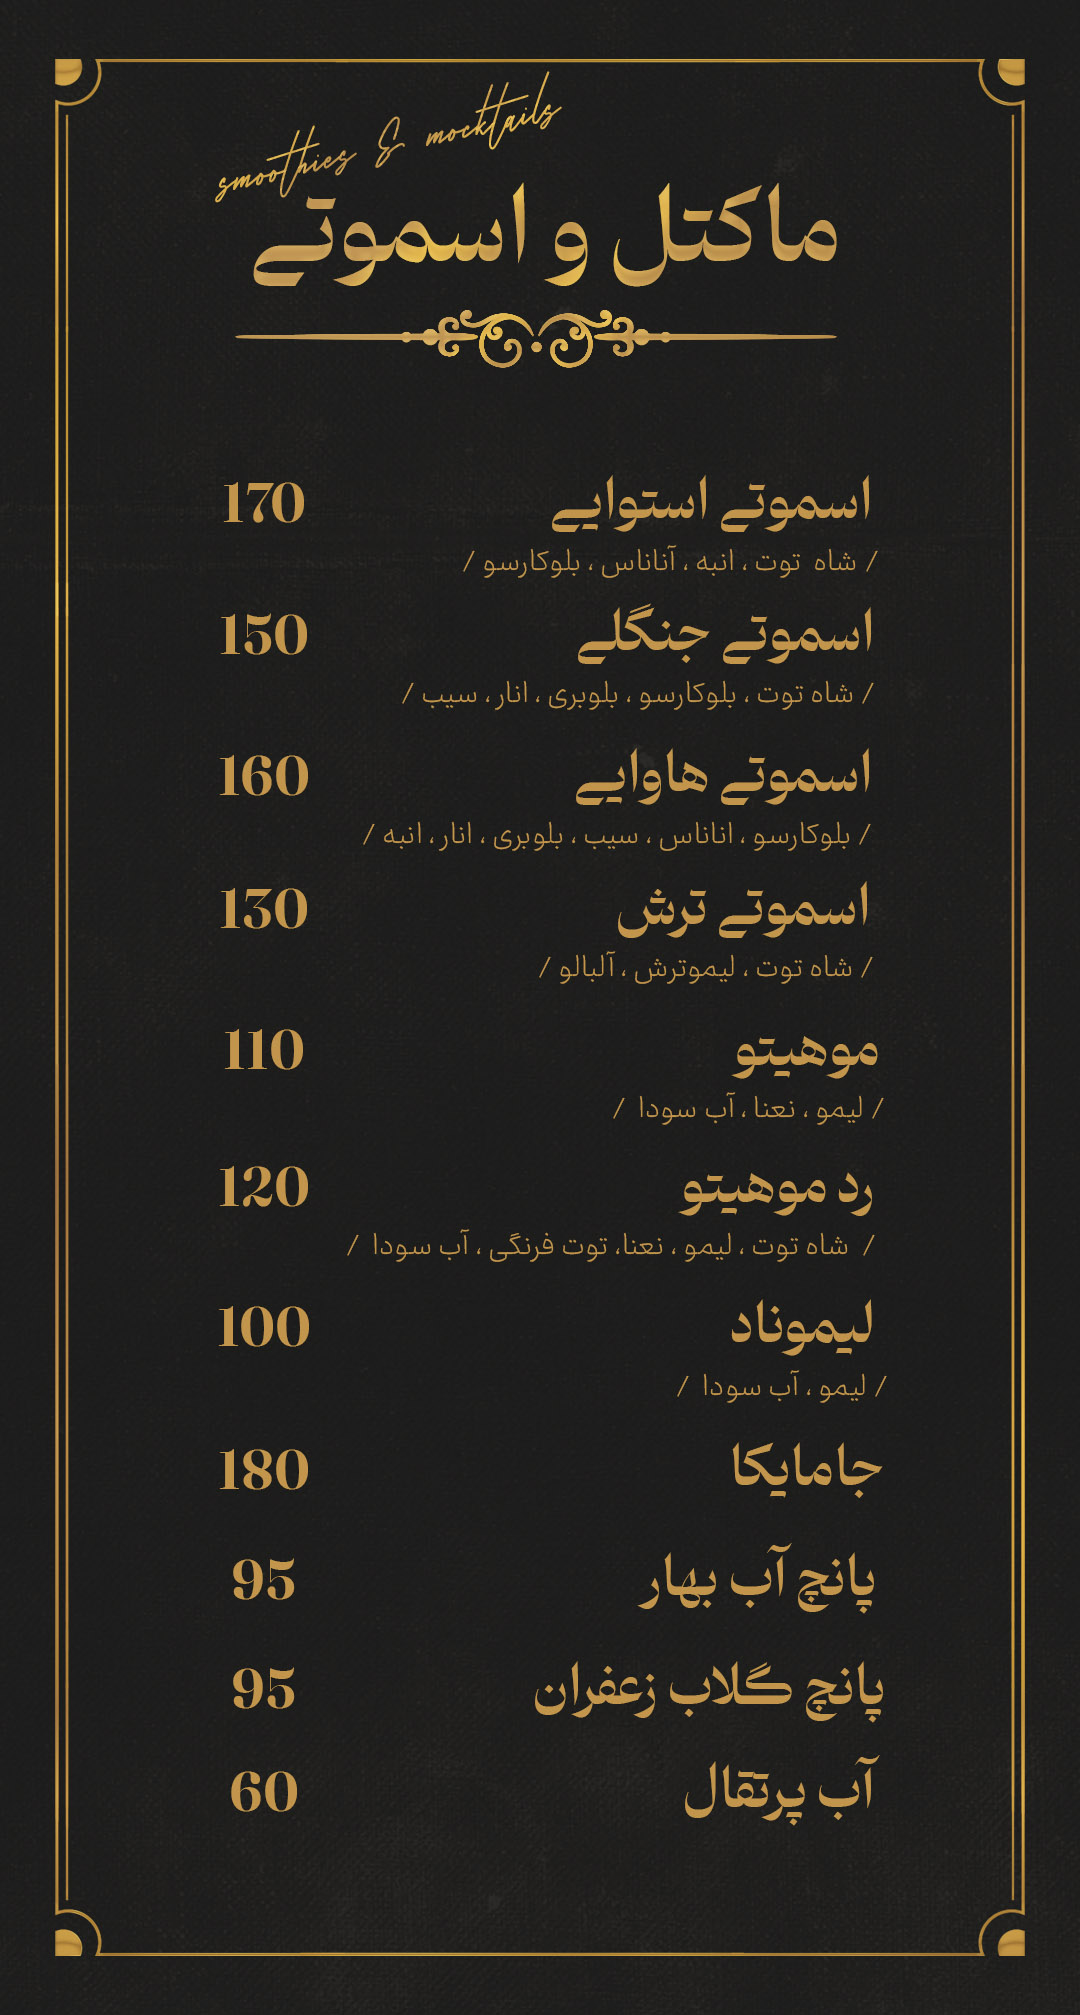 smoothies & mocktails
ماکتل و اسموتی
اسموتی استوایی 170
/ شاه توت ، انبه ، آناناس ، بلوکارسو /
اسموتی جنگلی 150
/ شاه توت ، بلوکارسو ، بلوبری ، انار ، سیب /
اسموتی هاوایی 160
/ بلوکارسو ، اناناس ، سیب ، بلوبری ، انار ، انبه /
اسموتی ترش 130
/ شاه توت ، لیموترش ، آلبالو /
موهیتو 110
/ لیمو ، نعنا ، آب سودا /
رد موهیتو 120
/ شاه توت ، لیمو ، نعنا، توت فرنگی ، آب سودا /
لیموناد 100
/ لیمو ، آب سودا /
جامایکا 180
پانچ آب بهار 95
پانچ گلاب زعفران 95
آب پرتقال 60